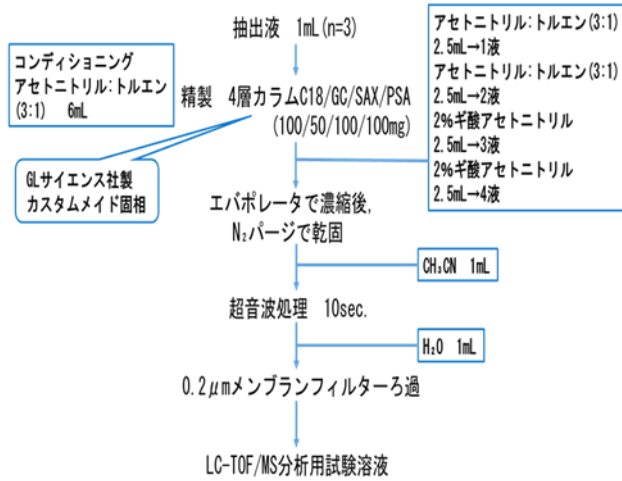 抽出液 1mL(n=3)
コンディショニング
アセトニトリル:トルエン
(3:1) 6mL
精製 4層カラムC18/GC/SAX/PSA
(100/50/100/100mg)
アセトニトリル:トルエン(3:1)
2.5mL→1液
アセトニトリル:トルエン(3:1)
2.5mL→2液
2%ギ酸アセトニトリル
2.5mL→3液
2%ギ酸アセトニトリル
2.5mL→4液
GLサイエンス社製
カスタムメイド固相
エバポレータで濃縮後,
N₂パージで乾固
CH₃CN 1mL
超音波処理 10sec.
H₂O 1mL
0.2μmメンブランフィルターろ過
LC-TOF/MS分析用試験溶液